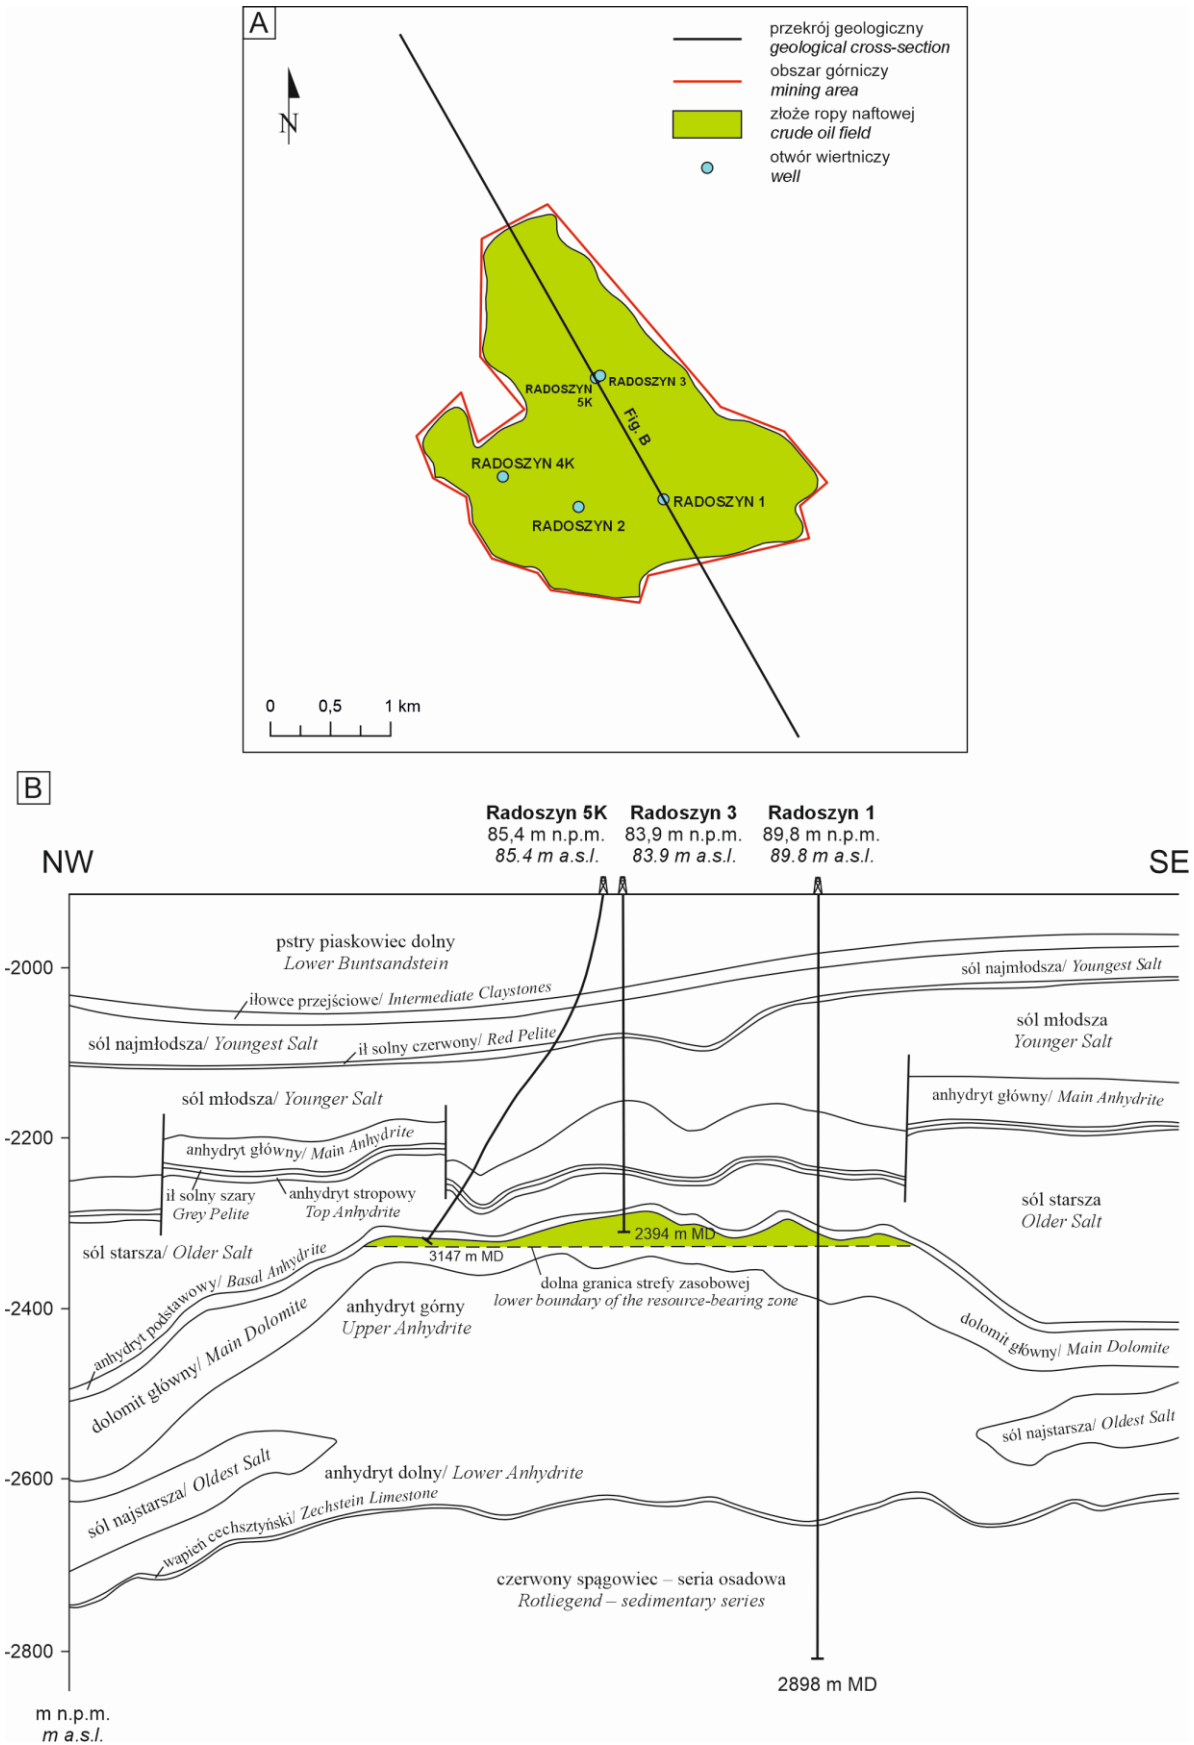 A
przekrój geologiczny
geological cross-section
obszar górniczy
mining area
złoże ropy naftowej
crude oil field
otwór wiertniczy
well
N
RADOSZYN 5K
RADOSZYN 3
Fig. B
RADOSZYN 4K
RADOSZYN 1
RADOSZYN 2
0 0,5 1 km
B
Radoszyn 5K
85,4 m n.p.m.
85.4 m a.s.l.
Radoszyn 3
83,9 m n.p.m.
83.9 m a.s.l.
Radoszyn 1
89,8 m n.p.m.
89.8 m a.s.l.
NW
SE
pstry piaskowiec dolny
Lower Buntsandstein
-2000
sól najmłodsza/ Youngest Salt
iłowce przejściowe/ Intermediate Claystones
sól młodsza
Younger Salt
sól najmłodsza/ Youngest Salt
ił solny czerwony/ Red Pelite
sól młodsza/ Younger Salt
anhydryt główny/ Main Anhydrite
-2200
anhydryt główny/ Main Anhydrite
ił solny szary
Grey Pelite
anhydryt stropowy
Top Anhydrite
sól starsza
Older Salt
sól starsza/ Older Salt
2394 m MD
3147 m MD
anhydryt podstawowy/ Basal Anhydrite
dolna granica strefy zasobowej
lower boundary of the resource-bearing zone
-2400
anhydryt górny
Upper Anhydrite
dolomit główny/ Main Dolomite
dolomit główny/ Main Dolomite
sól najstarsza/ Oldest Salt
anhydryt dolny/ Lower Anhydrite
-2600
sól najstarsza/ Oldest Salt
wapień cechsztyński/ Zechstein Limestone
czerwony spągowiec – seria osadowa
Rotliegend – sedimentary series
-2800
2898 m MD
m n.p.m.
m a.s.l.